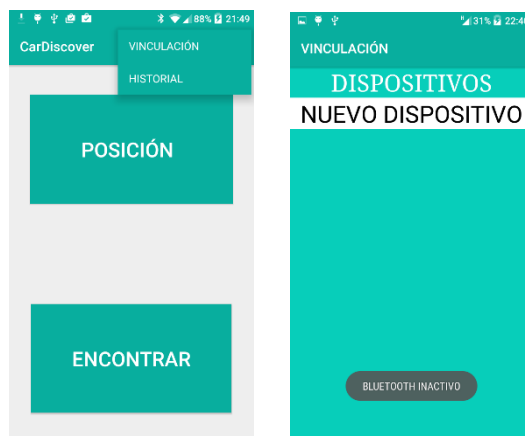 88% 21:49
CarDiscover
VINCULACIÓN
HISTORIAL
POSICIÓN
ENCONTRAR
31% 22:40
VINCULACIÓN
DISPOSITIVOS
NUEVO DISPOSITIVO
BLUETOOTH INACTIVO